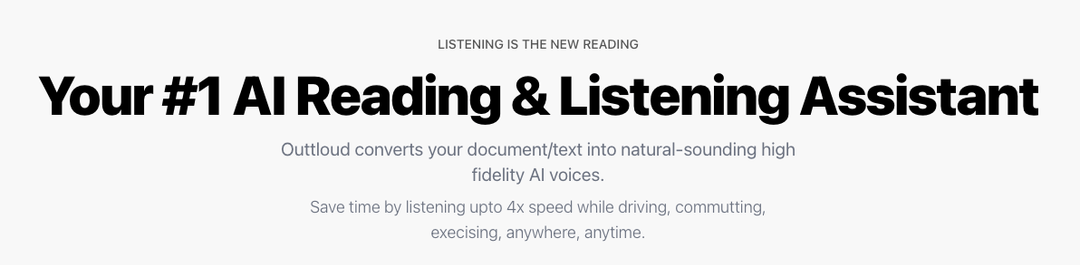 LISTENING IS THE NEW READING
Your #1 AI Reading & Listening Assistant
Outtloud converts your document/text into natural-sounding high
fidelity AI voices.
Save time by listening upto 4x speed while driving, commutting,
execising, anywhere, anytime.